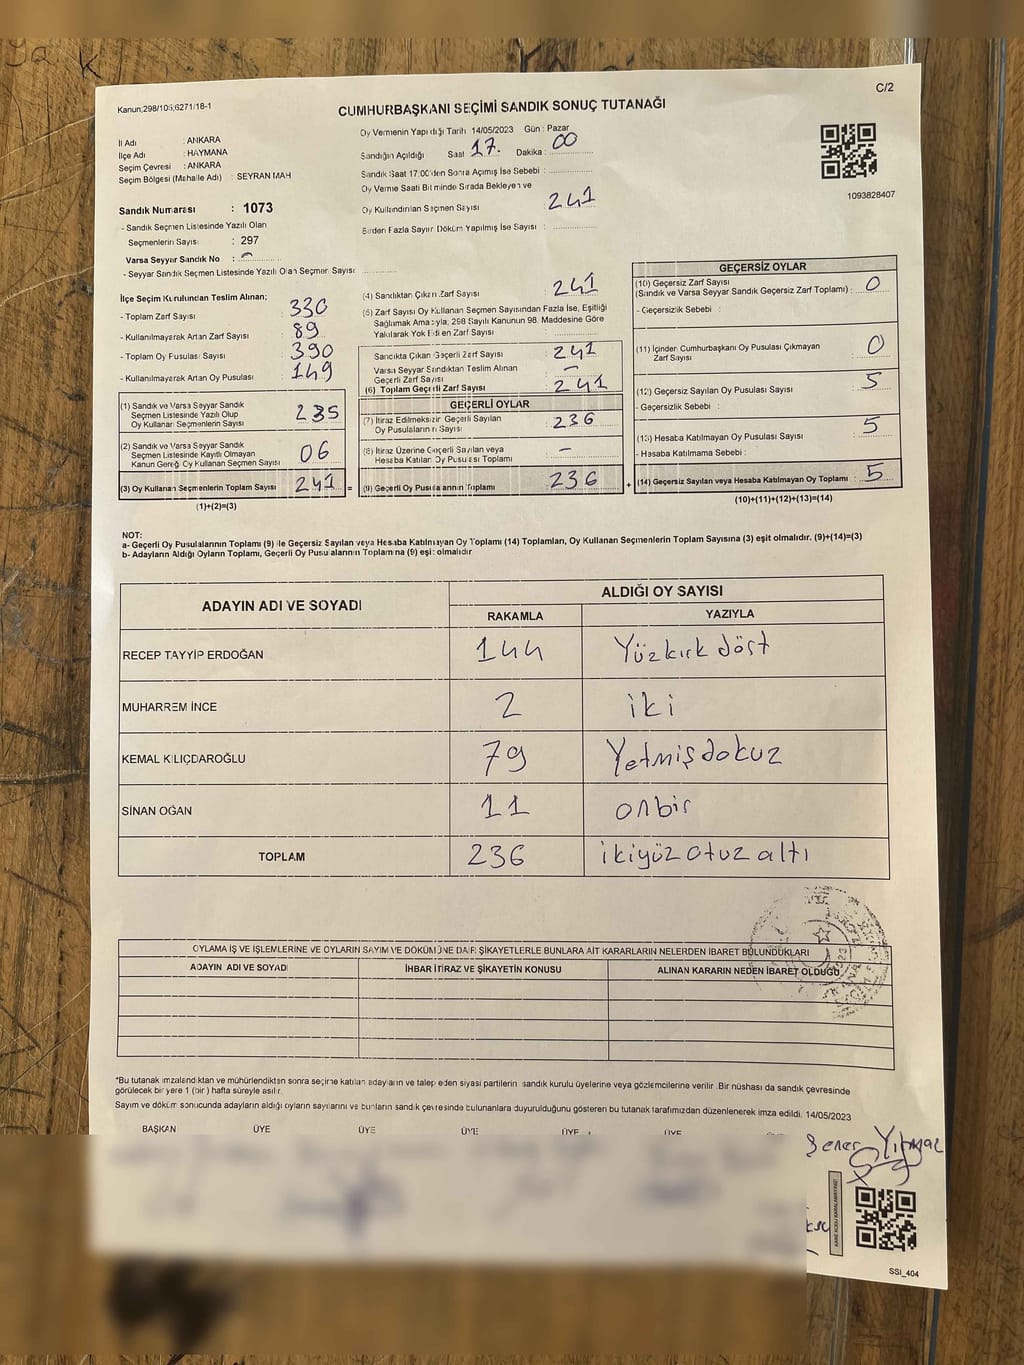 C/2
Kanun;298/105,6271/18-1
CUMHURBAŞKANI SEÇİMİ SANDIK SONUÇ TUTANAĞI
İl Adı : ANKARA
İlçe Adı : HAYMANA
Seçim Çevresi : ANKARA
Seçim Bölgesi (Mahalle Adı) : SEYRAN MAH
Oy Vermenin Yapıldığı Tarih 14/05/2023 Gün : Pazar
Sandığın Açıldığı Saat 17. Dakika : 00
Sandık Saat 17:00'den Sonra Açımış İse Sebebi :
Oy Verme Saati Bitiminde Sırada Bekleyen ve
Oy Kullandırılan Seçmen Sayısı : 241
Birden Fazla Sayım Döküm Yapılmış İse Sayısı :
1093828407
Sandık Numarası : 1073
- Sandık Seçmen Listesinde Yazılı Olan
Seçmenlerin Sayısı : 297
Varsa Seyyar Sandık No : -
- Seyyar Sandık Seçmen Listesinde Yazılı Olan Seçmen Sayısı
İlçe Seçim Kurulundan Teslim Alınan;
- Toplam Zarf Sayısı : 330
- Kullanılmayarak Artan Zarf Sayısı : 89
- Toplam Oy Pusulası Sayısı : 390
- Kullanılmayarak Artan Oy Pusulası : 149
(1) Sandık ve Varsa Seyyar Sandık
Seçmen Listesinde Yazılı Olup
Oy Kullanan Seçmenlerin Sayısı : 235
(2) Sandık ve Varsa Seyyar Sandık
Seçmen Listesinde Kayıtlı Olmayan
Kanun Gereği Oy Kullanan Seçmen Sayısı : 06
(3) Oy Kullanan Seçmenlerin Toplam Sayısı : 241 =
(1)+(2)=(3)
(4) Sandıktan Çıkan Zarf Sayısı : 241
(5) Zarf Sayısı Oy Kullanan Seçmen Sayısından Fazla İse, Eşitliği
Sağlamak Amacıyla, 298 Sayılı Kanunun 98. Maddesine Göre
Yakılarak Yok Edilen Zarf Sayısı :
Sandıkta Çıkan Geçerli Zarf Sayısı : 241
Varsa Seyyar Sandıktan Teslim Alınan
Geçerli Zarf Sayısı : -
(6) Toplam Geçerli Zarf Sayısı : 241
GEÇERLİ OYLAR
(7) İtiraz Edilmeksizin Geçerli Sayılan
Oy Pusulalarının Sayısı : 236
(8) İtiraz Üzerine Geçerli Sayılan veya
Hesaba Katılan Oy Pusulası Toplamı : -
(9) Geçerli Oy Pusulalarının Toplamı : 236 +
GEÇERSİZ OYLAR
(10) Geçersiz Zarf Sayısı
(Sandık ve Varsa Seyyar Sandık Geçersiz Zarf Toplamı) : 0
- Geçersizlik Sebebi :
(11) İçinden Cumhurbaşkanı Oy Pusulası Çıkmayan
Zarf Sayısı : 0
(12) Geçersiz Sayılan Oy Pusulası Sayısı : 5
- Geçersizlik Sebebi :
(13) Hesaba Katılmayan Oy Pusulası Sayısı : 5
- Hesaba Katılmama Sebebi :
(14) Geçersiz Sayılan veya Hesaba Katılmayan Oy Toplamı : 5
(10)+(11)+(12)+(13)=(14)
NOT:
a- Geçerli Oy Pusulalarının Toplamı (9) ile Geçersiz Sayılan veya Hesaba Katılmayan Oy Toplamı (14) Toplamları, Oy Kullanan Seçmenlerin Toplam Sayısına (3) eşit olmalıdır. (9)+(14)=(3)
b- Adayların Aldığı Oyların Toplamı, Geçerli Oy Pusulalarının Toplamına (9) eşit olmalıdır
ADAYIN ADI VE SOYADI ALDIĞI OY SAYISI
RAKAMLA YAZIYLA
RECEP TAYYİP ERDOĞAN 144 Yüzkırk dört
MUHARREM İNCE 2 iki
KEMAL KILIÇDAROĞLU 79 Yetmişdokuz
SİNAN OĞAN 11 onbir
TOPLAM 236 ikiyüz otuz altı
OYLAMA İŞ VE İŞLEMLERİNE VE OYLARIN SAYIM VE DÖKÜMÜNE DAİR ŞİKAYETLERLE BUNLARA AİT KARARLARIN NELERDEN İBARET BULUNDUKLARI
ADAYIN ADI VE SOYADI İHBAR İTİRAZ VE ŞİKAYETİN KONUSU ALINAN KARARIN NEDEN İBARET OLDUĞU
*Bu tutanak imzalandıktan ve mühürlendikten sonra seçime katılan adayların ve talep eden siyasi partilerin sandık kurulu üyelerine veya gözlemcilerine verilir. Bir nüshası da sandık çevresinde
görülecek bir yere 1 (bir) hafta süreyle asılır.
Sayım ve döküm sonucunda adayların aldığı oyların sayılarını ve bunların sandık çevresinde bulunanlara duyurulduğunu gösteren bu tutanak tarafımızdan düzenlenerek imza edildi. 14/05/2023
BAŞKAN ÜYE ÜYE ÜYE ÜYE ÜYE
Şener Yılmaz
SSI_404